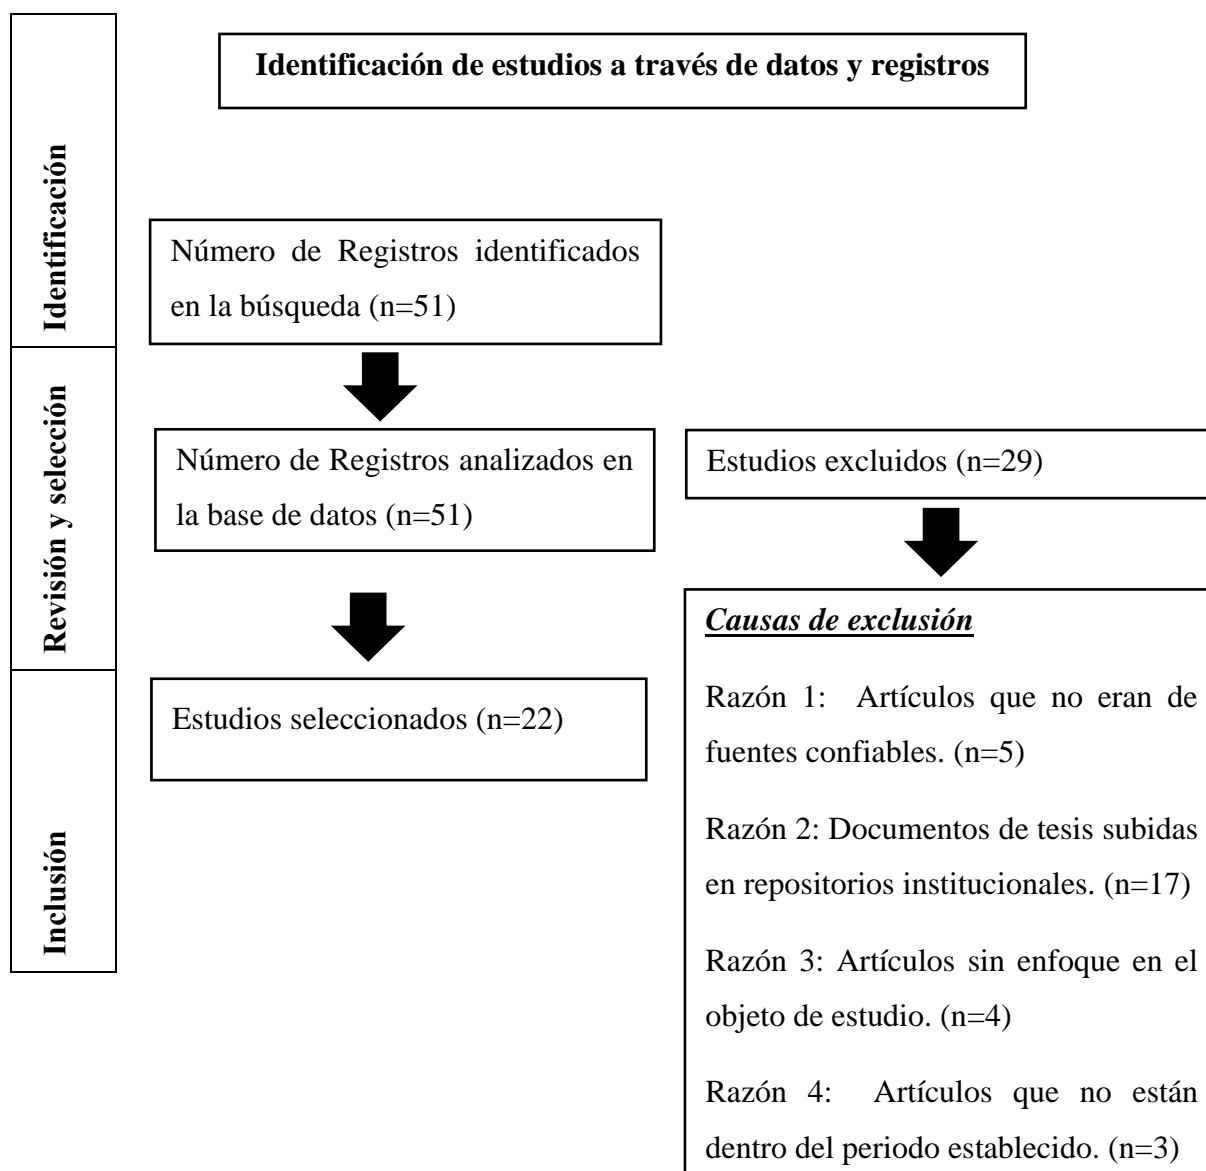 Identificación de estudios a través de datos y registros
Identificación
Número de Registros identificados
en la búsqueda (n=51)
Revisión y selección
Número de Registros analizados en
la base de datos (n=51)
Estudios excluidos (n=29)
Inclusión
Estudios seleccionados (n=22)
Causas de exclusión
Razón 1: Artículos que no eran de
fuentes confiables. (n=5)
Razón 2: Documentos de tesis subidas
en repositorios institucionales. (n=17)
Razón 3: Artículos sin enfoque en el
objeto de estudio. (n=4)
Razón 4: Artículos que no están
dentro del periodo establecido. (n=3)